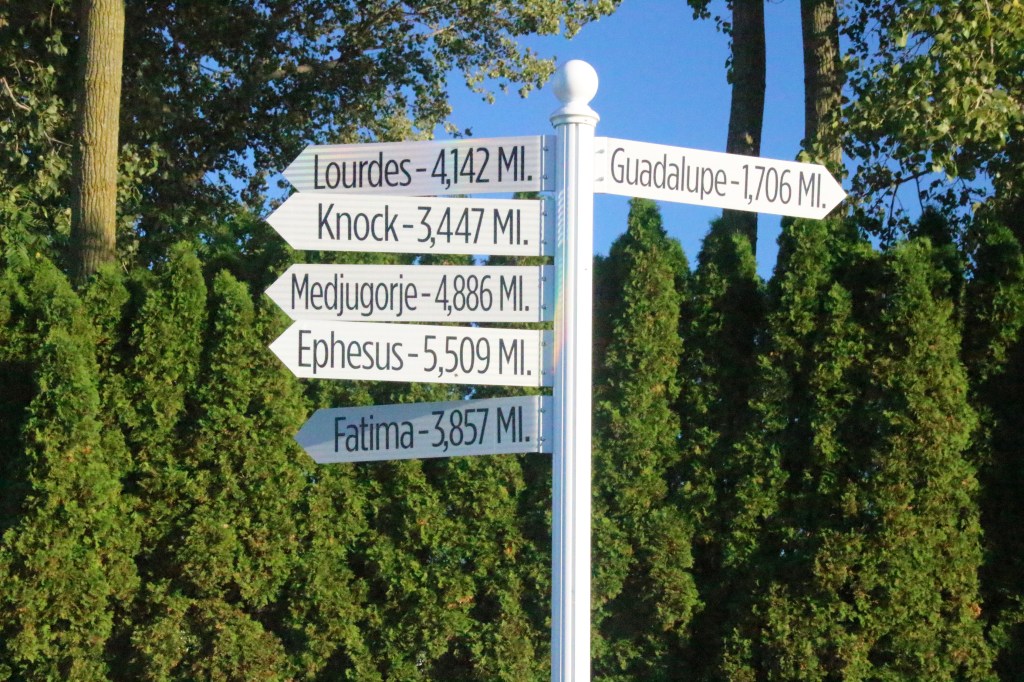 Lourdes - 4,142 MI.
Guadalupe - 1,706 MI.
Knock - 3,447 MI.
Medjugorje - 4,886 MI.
Ephesus - 5,509 MI.
Fatima - 3,857 MI.